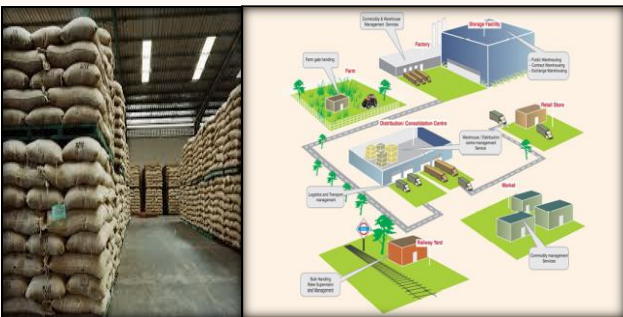 Commodity & Warehouse
Management Services
Storage Facility
Factory
Farm gate handling
- Public Warehousing
- Contract Warehousing
- Exchange Warehousing
Farm
Retail Store
Distribution/ Consolidation Centre
Warehouse / Distribution
centre management
Service
Logistics and Transport
management
Market
Railway Yard
Commodity management
Services
Bulk Handling
Rake Supervision
and Management